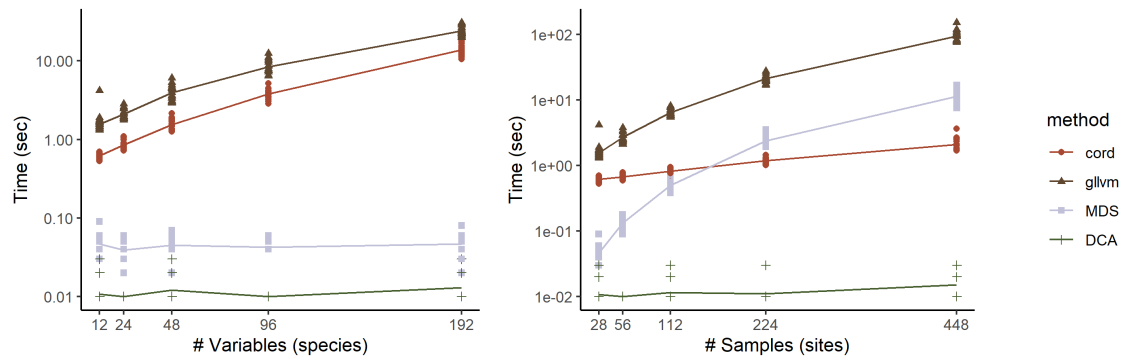 10.00
1.00
0.10
0.01
Time (sec)
12 24 48 96 192
# Variables (species)
1e+02
1e+01
1e+00
1e-01
1e-02
Time (sec)
28 56 112 224 448
# Samples (sites)
method
cord
gllvm
MDS
DCA